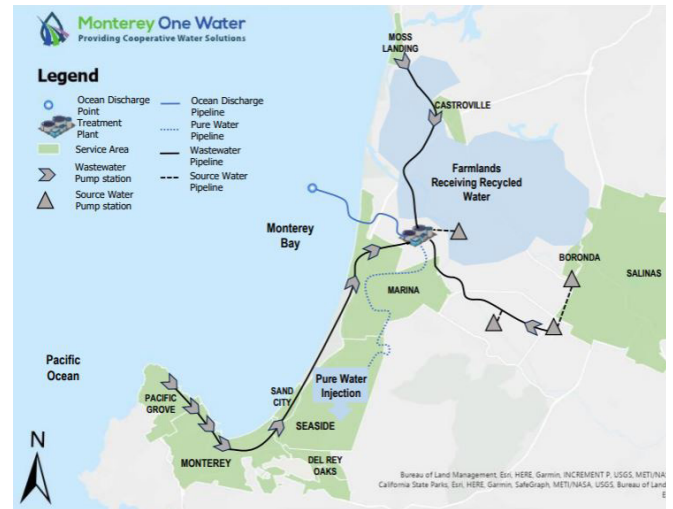 Monterey One Water
Providing Cooperative Water Solutions
Legend
Ocean Discharge
Point
Treatment
Plant
Service Area
Wastewater
Pump station
Source Water
Pump station
Ocean Discharge
Pipeline
Pure Water
Pipeline
Wastewater
Pipeline
Source Water
Pipeline
MOSS
LANDING
CASTROVILLE
Farmlands
Receiving Recycled
Water
Monterey
Bay
BORONDA
SALINAS
MARINA
Pacific
Ocean
Pure Water
Injection
SAND
CITY
PACIFIC
GROVE
SEASIDE
MONTEREY
DEL REY
OAKS
N
Bureau of Land Management, Esri, HERE, Garmin, INCREMENT P, USGS, METI/NA
California State Parks, Esri, HERE, Garmin, SafeGraph, METI/NASA, USGS, Bureau of Land
E